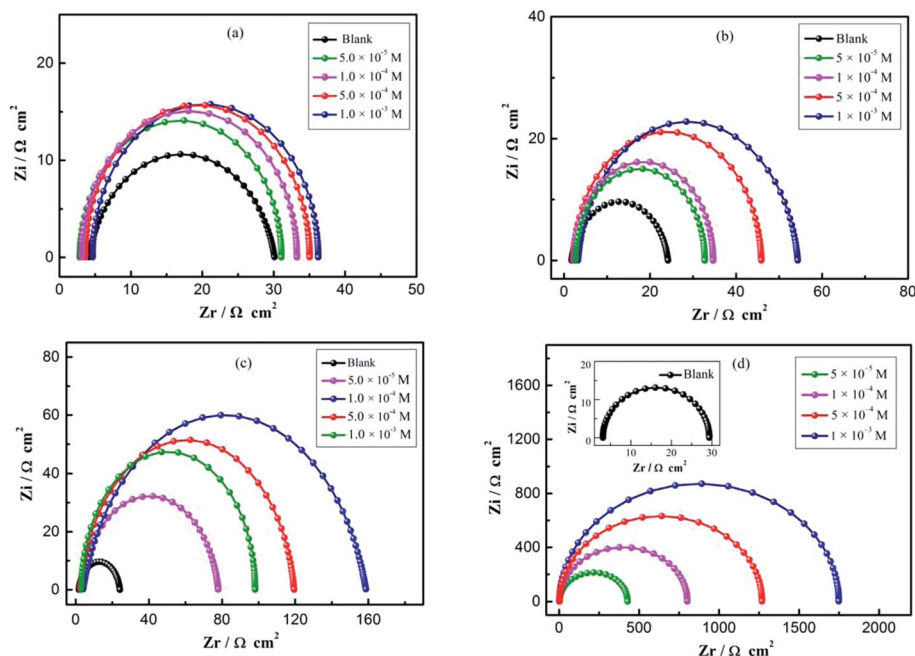 (a)
Blank
5.0 × 10⁻⁵ M
1.0 × 10⁻⁴ M
5.0 × 10⁻⁴ M
1.0 × 10⁻³ M
Zi / Ω cm²
20
10
0
0 10 20 30 40 50
Zr / Ω cm²
(b)
Blank
5 × 10⁻⁵ M
1 × 10⁻⁴ M
5 × 10⁻⁴ M
1 × 10⁻³ M
Zi / Ω cm²
40
20
0
0 20 40 60 80
Zr / Ω cm²
(c)
Blank
5.0 × 10⁻⁵ M
1.0 × 10⁻⁴ M
5.0 × 10⁻⁴ M
1.0 × 10⁻³ M
Zi / Ω cm²
80
60
40
20
0
0 40 80 120 160
Zr / Ω cm²
(d)
5 × 10⁻⁵ M
1 × 10⁻⁴ M
5 × 10⁻⁴ M
1 × 10⁻³ M
Blank
Zi / Ω cm²
20
10
0
10 20 30
Zr / Ω cm²
Zi / Ω cm²
1600
1200
800
400
0
0 500 1000 1500 2000
Zr / Ω cm²